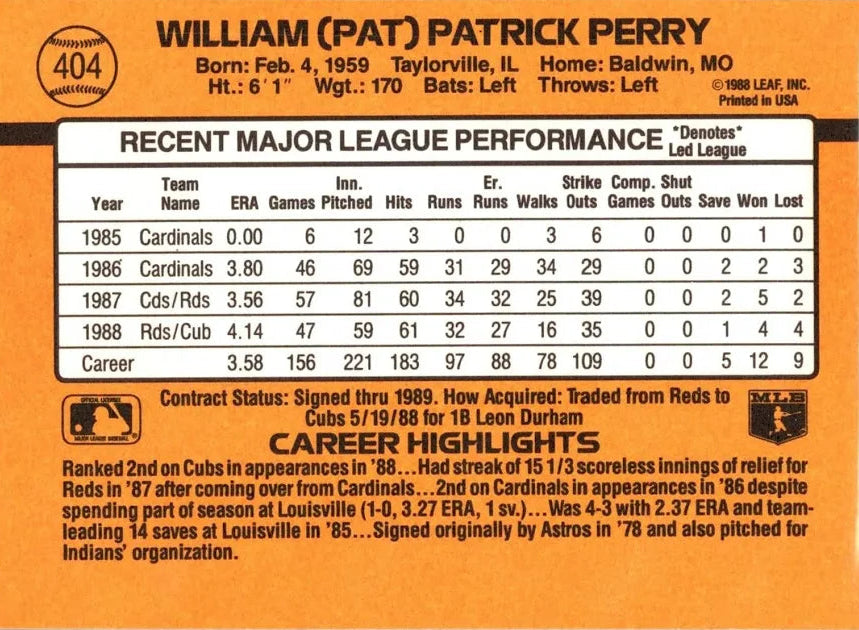 404
WILLIAM (PAT) PATRICK PERRY
Born: Feb. 4, 1959 Taylorville, IL Home: Baldwin, MO
Ht.: 6' 1" Wgt.: 170 Bats: Left Throws: Left
©1988 LEAF, INC.
Printed in USA
RECENT MAJOR LEAGUE PERFORMANCE *Denotes*
Led League
Team Inn. Er. Strike Comp. Shut
Year Name ERA Games Pitched Hits Runs Runs Walks Outs Games Outs Save Won Lost
1985 Cardinals 0.00 6 12 3 0 0 3 6 0 0 0 1 0
1986 Cardinals 3.80 46 69 59 31 29 34 29 0 0 2 2 3
1987 Cds/Rds 3.56 57 81 60 34 32 25 39 0 0 2 5 2
1988 Rds/Cub 4.14 47 59 61 32 27 16 35 0 0 1 4 4
Career 3.58 156 221 183 97 88 78 109 0 0 5 12 9
Contract Status: Signed thru 1989. How Acquired: Traded from Reds to
Cubs 5/19/88 for 1B Leon Durham
OFFICIAL LICENSEE
MAJOR LEAGUE BASEBALL
MLB
CAREER HIGHLIGHTS
Ranked 2nd on Cubs in appearances in '88...Had streak of 15 1/3 scoreless innings of relief for
Reds in '87 after coming over from Cardinals...2nd on Cardinals in appearances in '86 despite
spending part of season at Louisville (1-0, 3.27 ERA, 1 sv.)...Was 4-3 with 2.37 ERA and team-
leading 14 saves at Louisville in '85...Signed originally by Astros in '78 and also pitched for
Indians' organization.